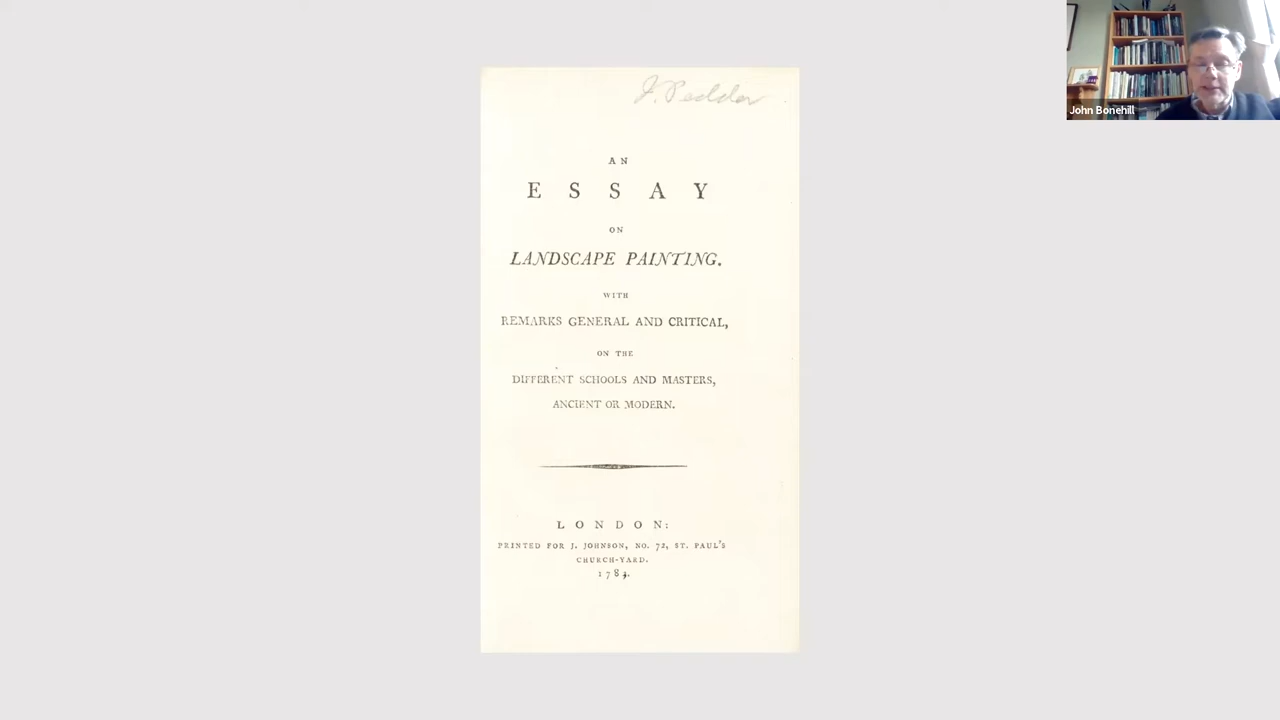 J. Pedder
AN
ESSAY
ON
LANDSCAPE PAINTING.
WITH
REMARKS GENERAL AND CRITICAL,
ON THE
DIFFERENT SCHOOLS AND MASTERS,
ANCIENT OR MODERN.
LONDON:
PRINTED FOR J. JOHNSON, NO. 72, ST. PAUL'S
CHURCH-YARD.
1783.
John Bonehill